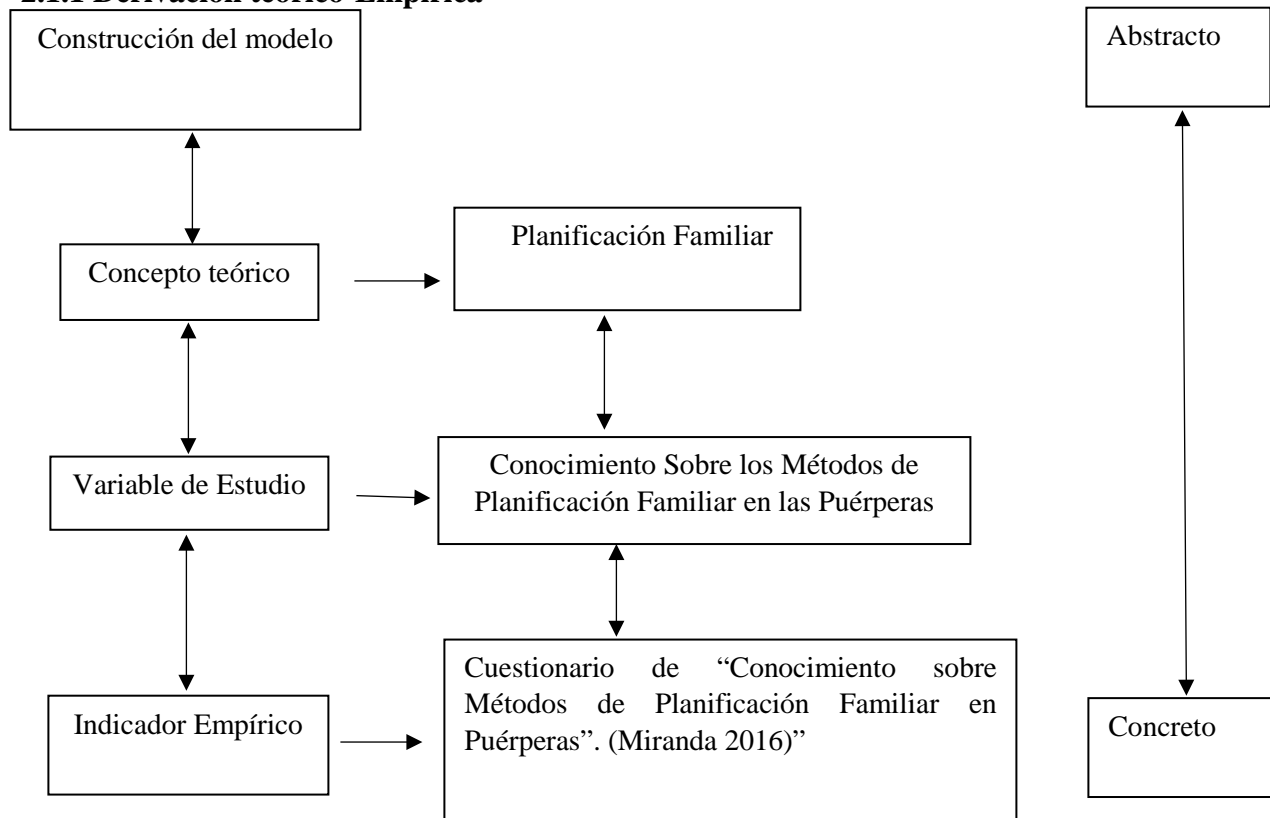 2.1.1 Derivación teórico-Empírica
Construcción del modelo
Abstracto
Planificación Familiar
Concepto teórico
Conocimiento Sobre los Métodos de
Planificación Familiar en las Puérperas
Variable de Estudio
Cuestionario de “Conocimiento sobre
Métodos de Planificación Familiar en
Puérperas”. (Miranda 2016)”
Indicador Empírico
Concreto